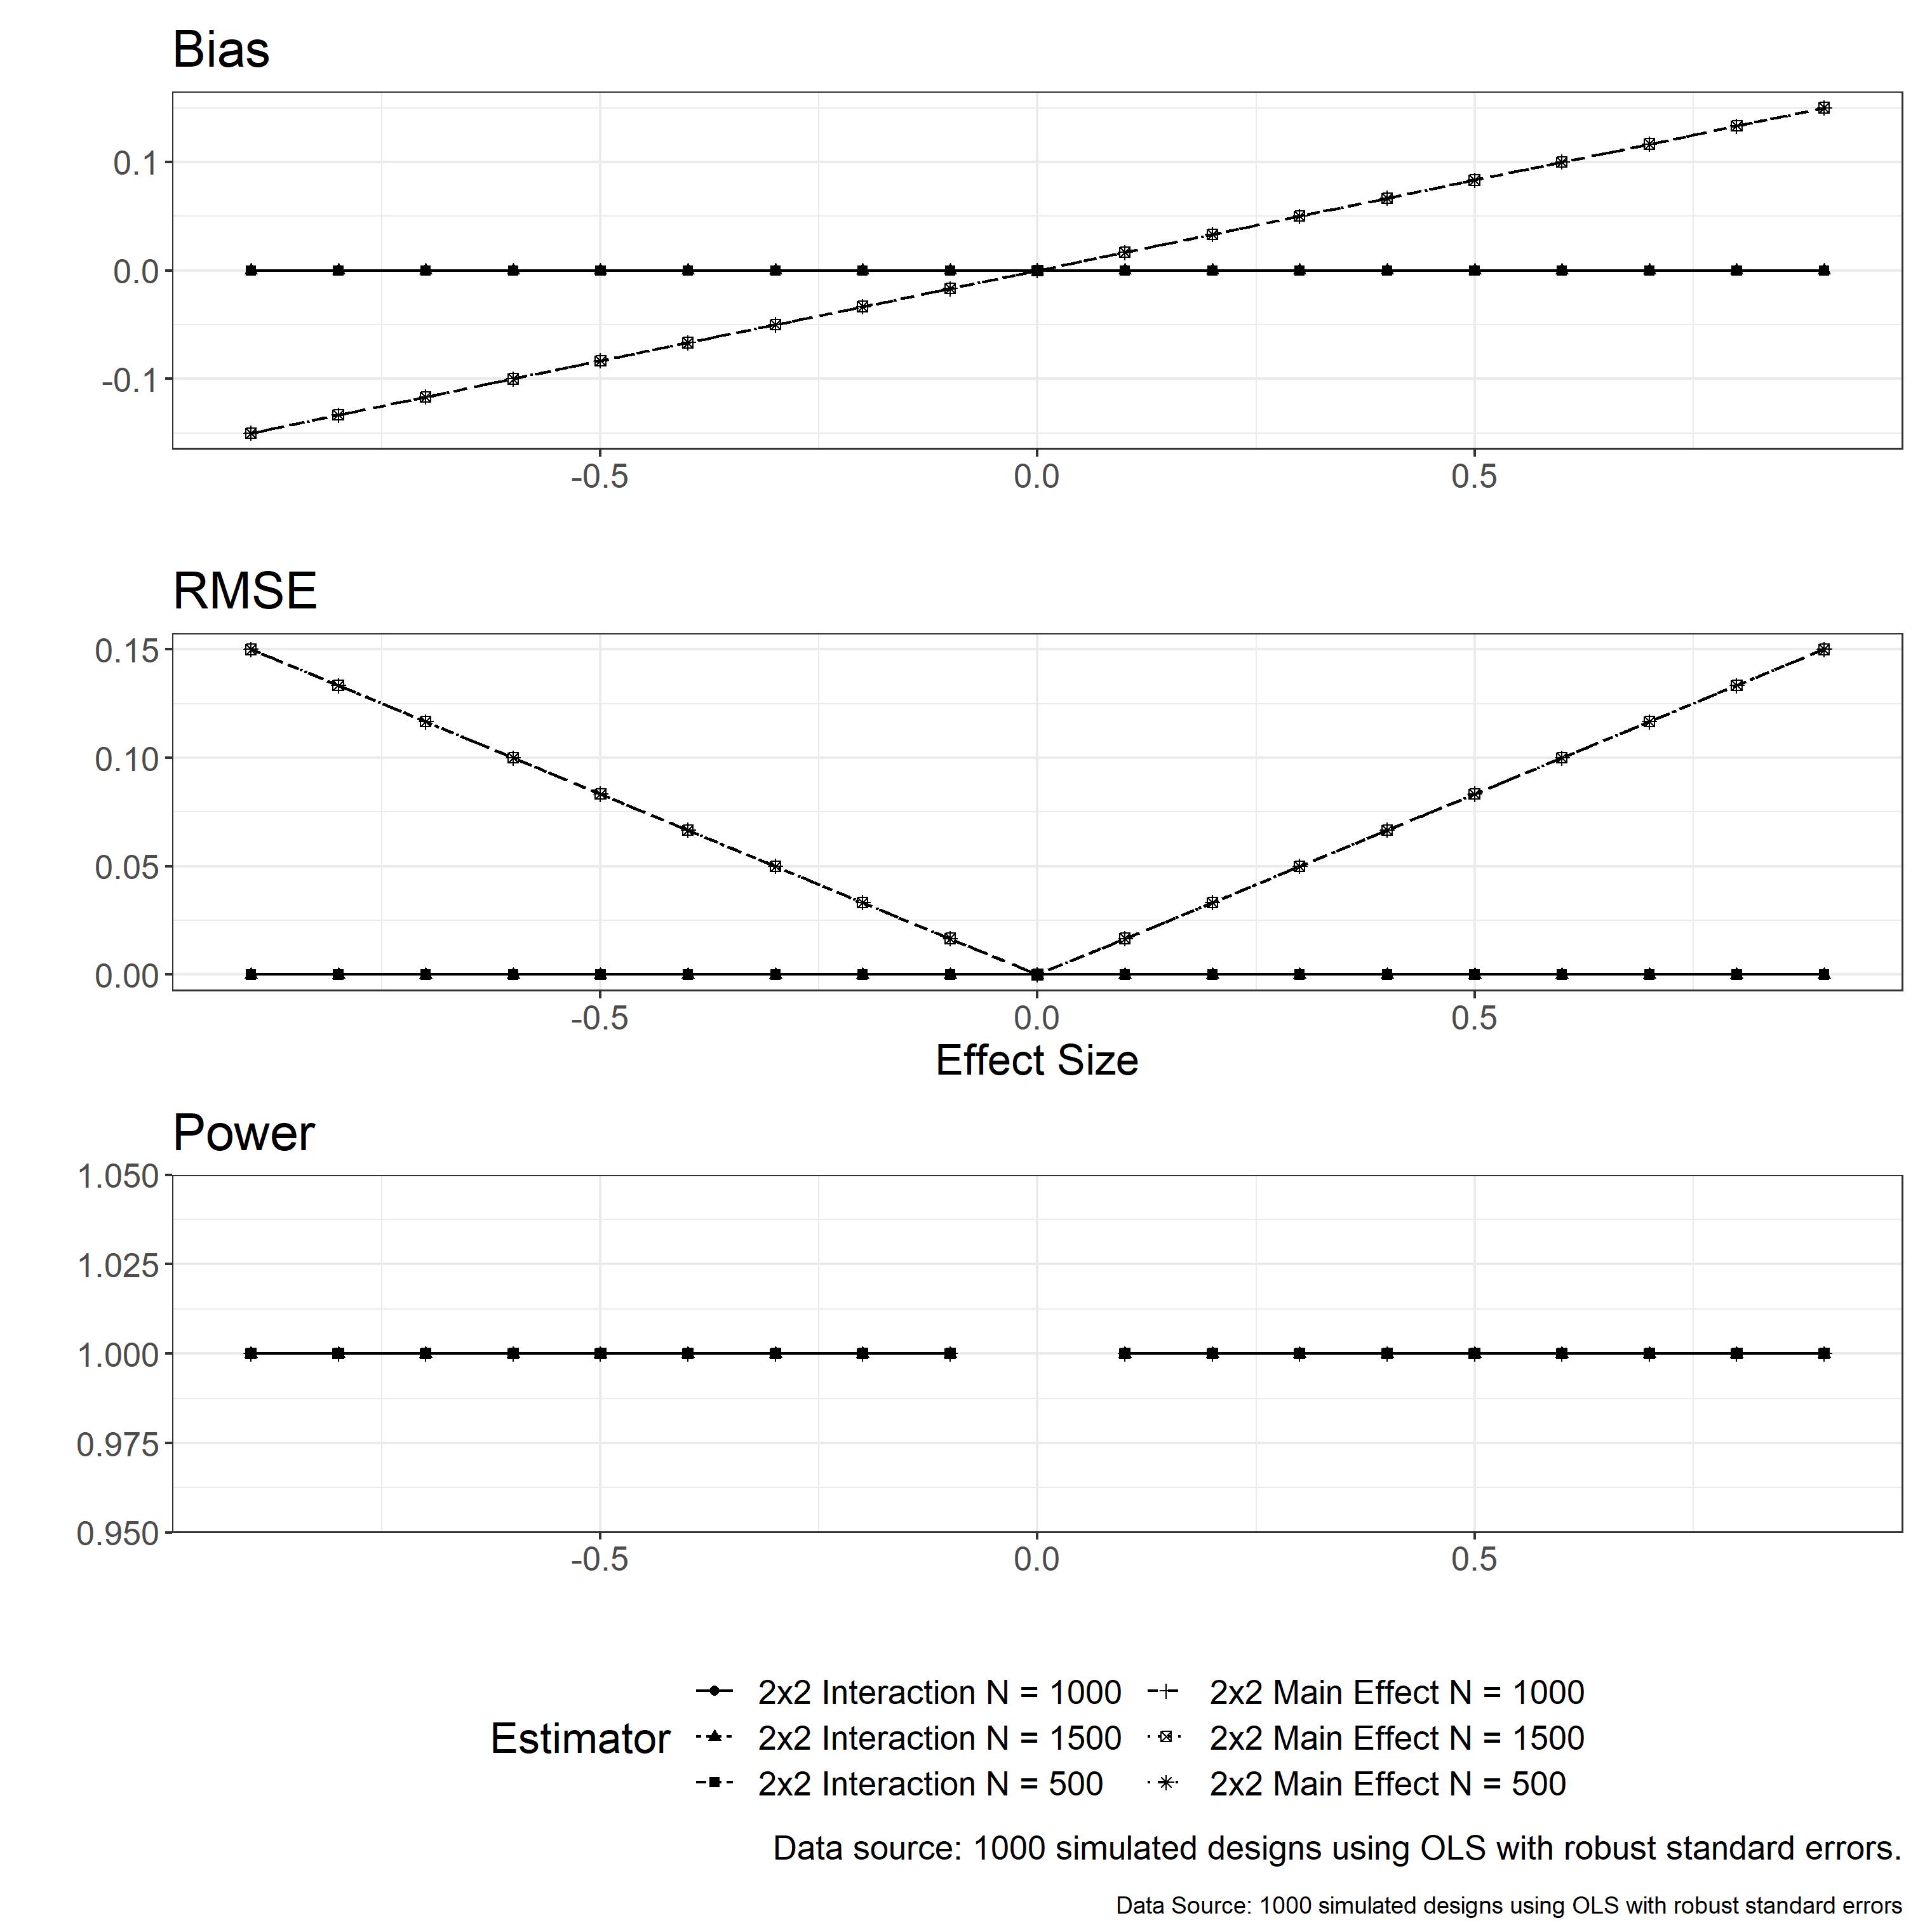 Bias
0.1
0.0
-0.1
-0.5 0.0 0.5
RMSE
0.15
0.10
0.05
0.00
-0.5 0.0 0.5
Effect Size
Power
1.050
1.025
1.000
0.975
0.950
-0.5 0.0 0.5
Estimator
2x2 Interaction N = 1000 2x2 Main Effect N = 1000
2x2 Interaction N = 1500 2x2 Main Effect N = 1500
2x2 Interaction N = 500 2x2 Main Effect N = 500
Data source: 1000 simulated designs using OLS with robust standard errors.
Data Source: 1000 simulated designs using OLS with robust standard errors